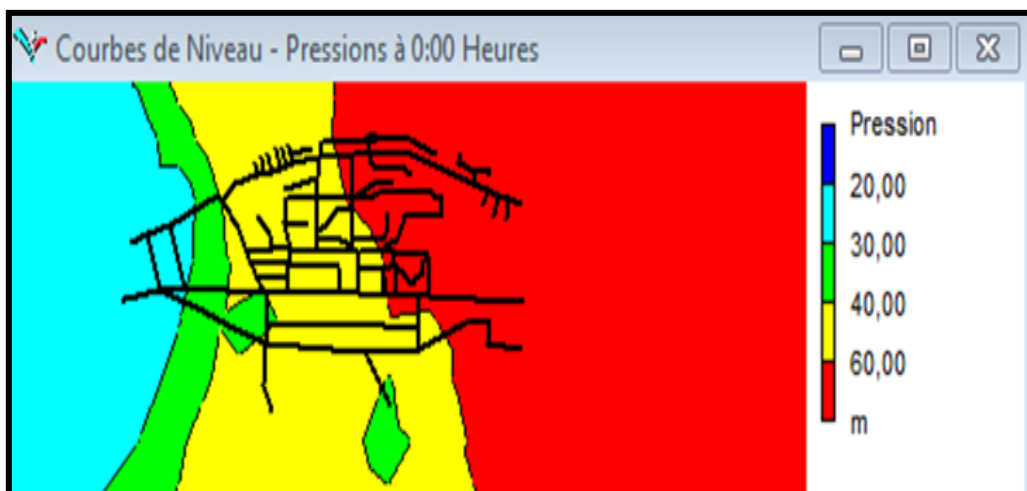 Courbes de Niveau - Pressions à 0:00 Heures
Pression
20,00
30,00
40,00
60,00
m